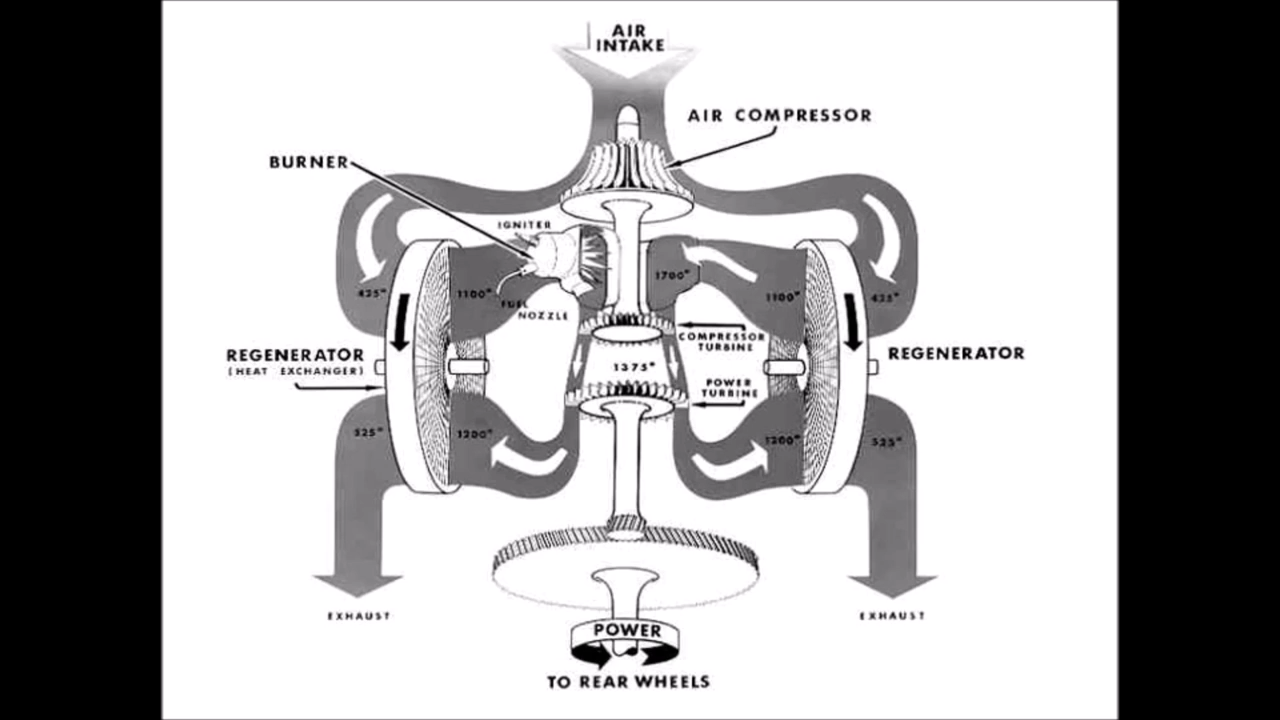 AIR
INTAKE
AIR COMPRESSOR
BURNER
IGNITER
1700°
425°
1100°
1100°
425°
FUEL
NOZZLE
COMPRESSOR
TURBINE
REGENERATOR
(HEAT EXCHANGER)
REGENERATOR
1375°
POWER
TURBINE
525°
1200°
1200°
525°
EXHAUST
EXHAUST
POWER
TO REAR WHEELS